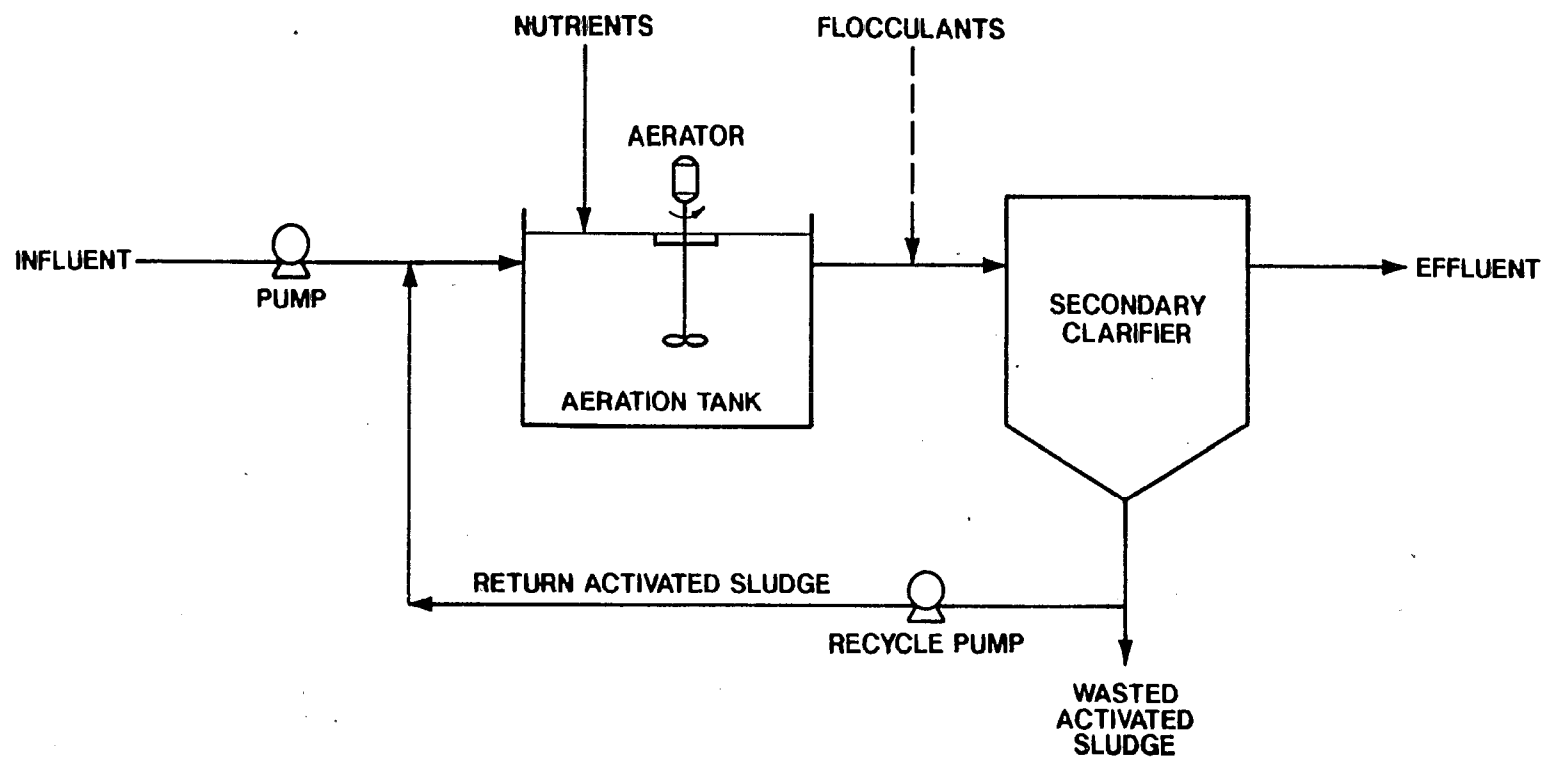 NUTRIENTS
FLOCCULANTS
AERATOR
INFLUENT
PUMP
EFFLUENT
SECONDARY
CLARIFIER
AERATION TANK
RETURN ACTIVATED SLUDGE
RECYCLE PUMP
WASTED
ACTIVATED
SLUDGE